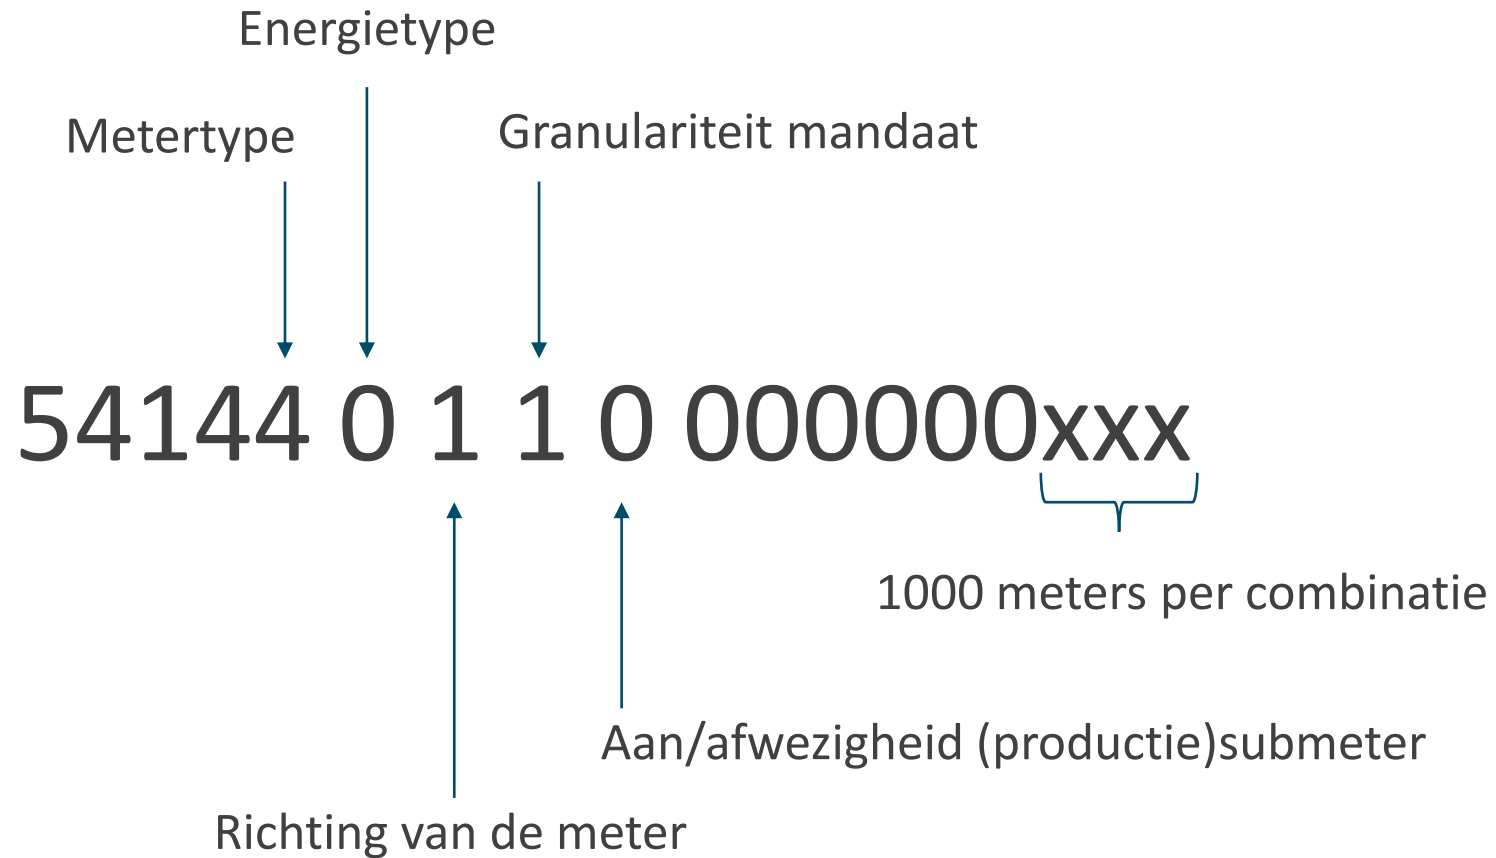 Energietype
Metertype
Granulariteit mandaat
54144 0 1 1 0 000000xxx
1000 meters per combinatie
Aan/afwezigheid (productie)submeter
Richting van de meter